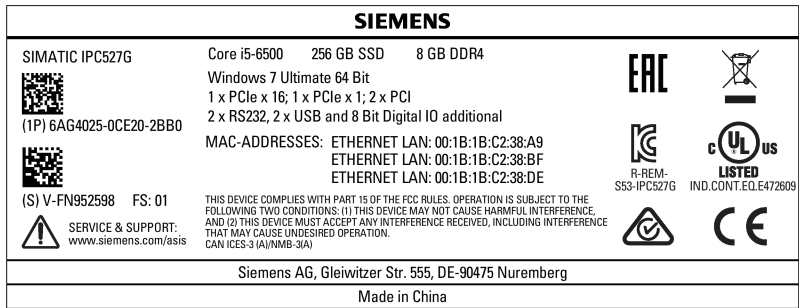 SIEMENS
SIMATIC IPC527G
(1P) 6AG4025-0CE20-2BB0
(S) V-FN952598 FS: 01
SERVICE & SUPPORT:
www.siemens.com/asis
Core i5-6500 256 GB SSD 8 GB DDR4
Windows 7 Ultimate 64 Bit
1 x PCIe x 16; 1 x PCIe x 1; 2 x PCI
2 x RS232, 2 x USB and 8 Bit Digital IO additional
MAC-ADDRESSES: ETHERNET LAN: 00:1B:1B:C2:38:A9
ETHERNET LAN: 00:1B:1B:C2:38:BF
ETHERNET LAN: 00:1B:1B:C2:38:DE
THIS DEVICE COMPLIES WITH PART 15 OF THE FCC RULES. OPERATION IS SUBJECT TO THE
FOLLOWING TWO CONDITIONS: (1) THIS DEVICE MAY NOT CAUSE HARMFUL INTERFERENCE,
AND (2) THIS DEVICE MUST ACCEPT ANY INTERFERENCE RECEIVED, INCLUDING INTERFERENCE
THAT MAY CAUSE UNDESIRED OPERATION.
CAN ICES-3 (A)/NMB-3(A)
EAC
R-REM-
S53-IPC527G
C UL US
LISTED
IND.CONT.EQ.E472609
CE
Siemens AG, Gleiwitzer Str. 555, DE-90475 Nuremberg
Made in China